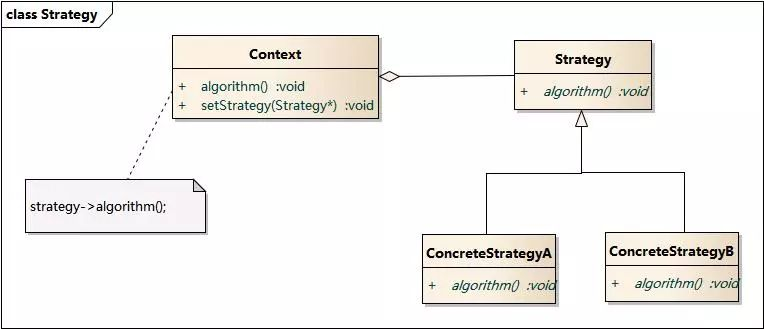 class Strategy
Context
+ algorithm() :void
+ setStrategy(Strategy*) :void
Strategy
+ algorithm() :void
strategy->algorithm();
ConcreteStrategyA
+ algorithm() :void
ConcreteStrategyB
+ algorithm() :void